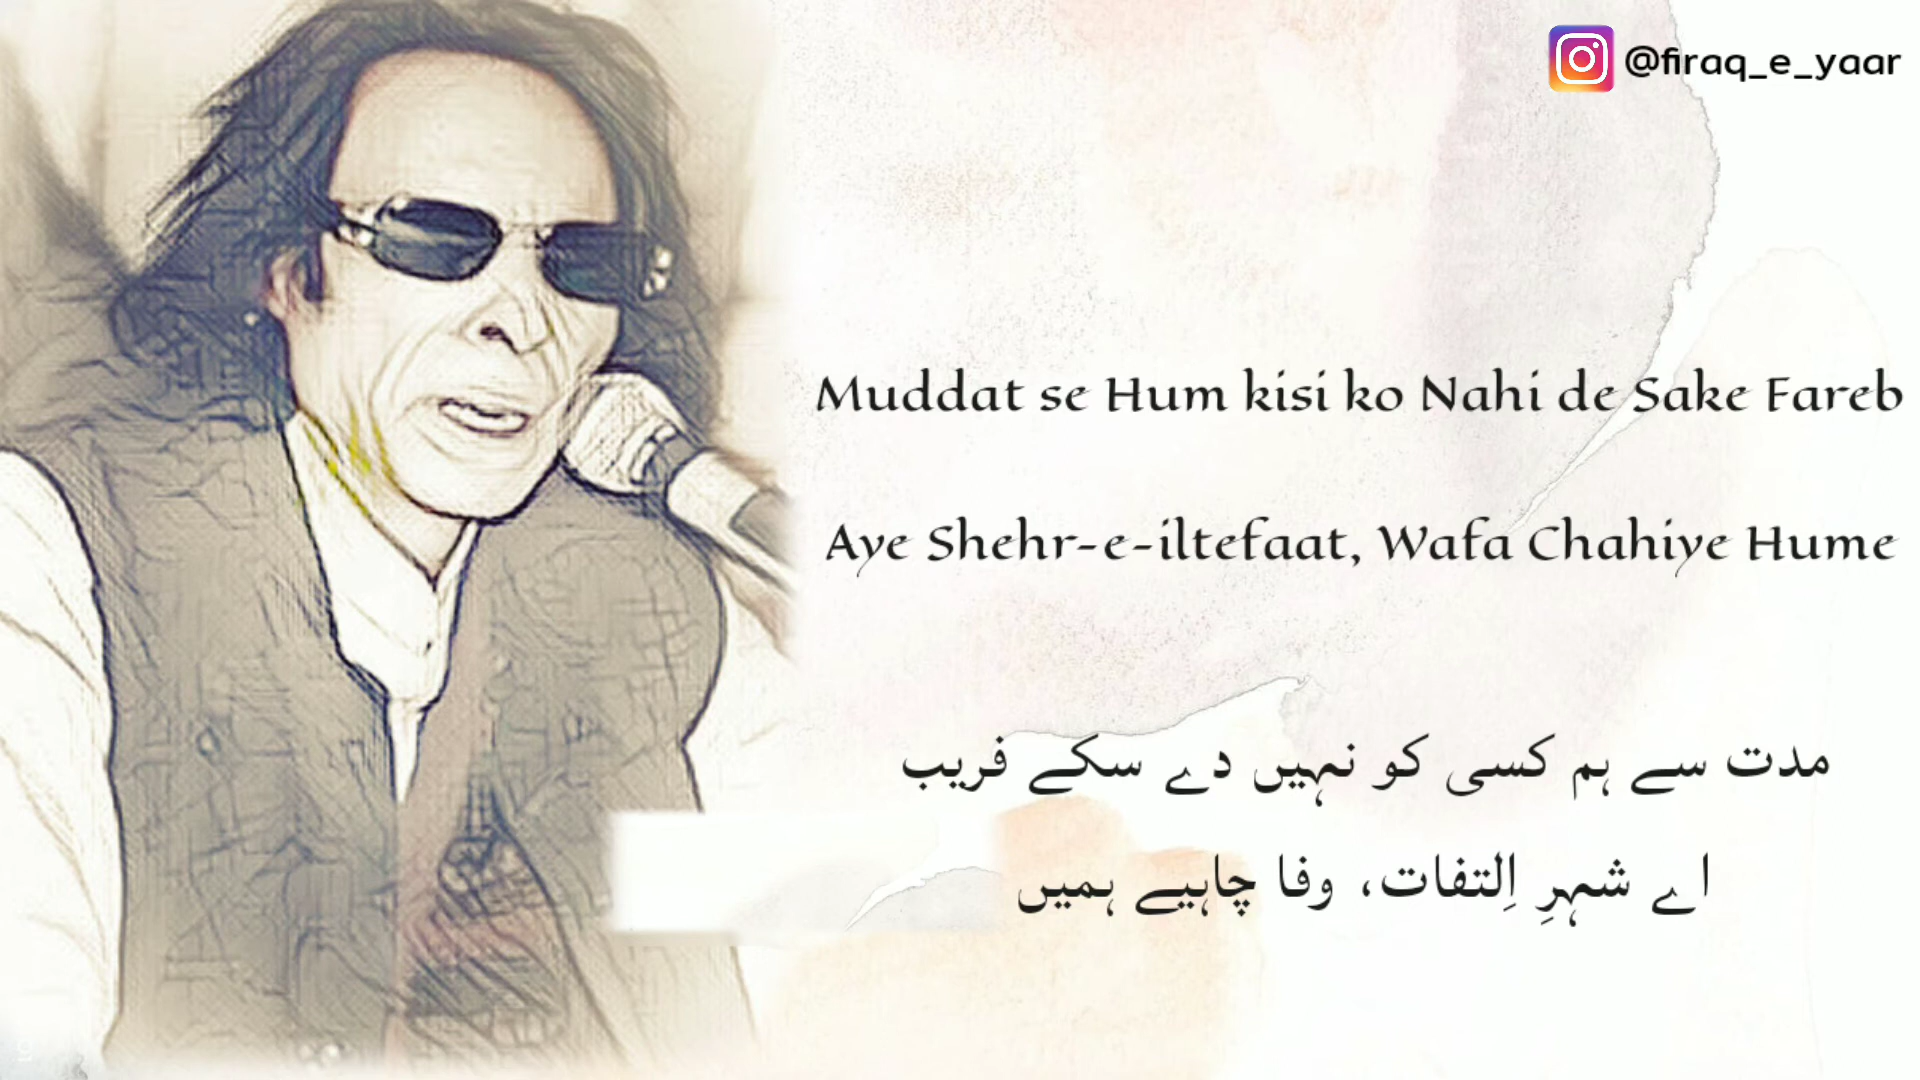 @firaq_e_yaar
Muddat se Hum kisi ko Nahi de Sake Fareb
Aye Shehr-e-iltefaat, Wafa Chahiye Hume
مدت سے ہم کسی کو نہیں دے سکے فریب
اے شہرِ اِلتفات، وفا چاہیے ہمیں